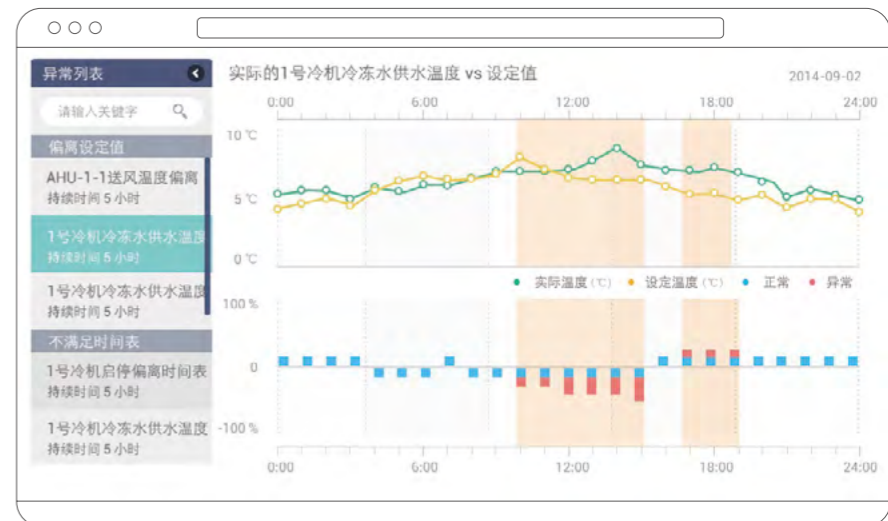 异常列表
请输入关键字
偏离设定值
AHU-1-1送风温度偏离
持续时间 5 小时
1号冷机冷冻水供水温度
持续时间 5 小时
1号冷机冷冻水供水温度
持续时间 5 小时
不满足时间表
1号冷机启停偏离时间表
持续时间 5 小时
1号冷机冷冻水供水温度
持续时间 5 小时
实际的1号冷机冷冻水供水温度 vs 设定值
2014-09-02
0:00 6:00 12:00 18:00 24:00
10 ℃
5 ℃
0 ℃
实际温度(℃) 设定温度(℃) 正常 异常
100 %
0
-100 %
0:00 6:00 12:00 18:00 24:00